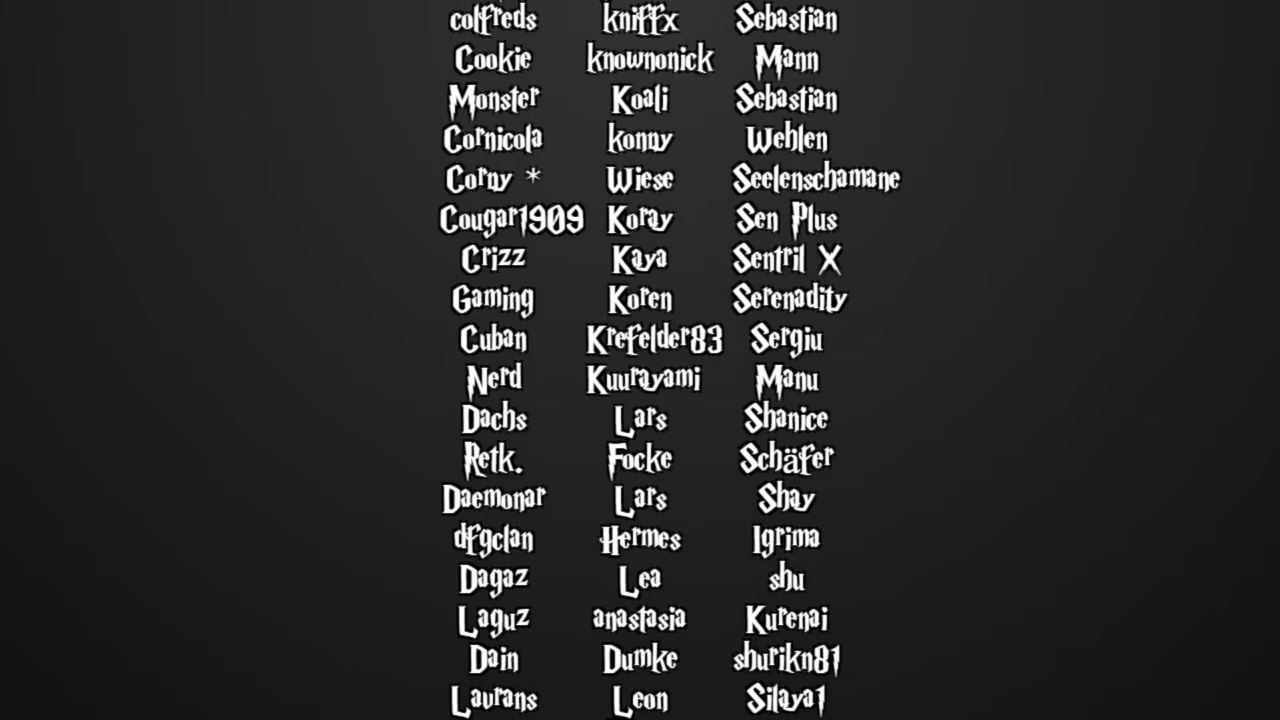 colfreds kniffx Sebastian
Cookie knownonick Mann
Monster Koali Sebastian
Cornicola konny Wehlen
Corny * Wiese Seelenschamane
Cougar1909 Koray Sen Plus
Crizz Kaya Sentril X
Gaming Koren Serenadity
Cuban Krefelder83 Sergiu
Nerd Kuurayami Manu
Dachs Lars Shanice
Retk. Focke Schäfer
Daemonar Lars Shay
dfgclan Hermes Igrima
Dagaz Lea shu
Laguz anastasia Kurenai
Dain Dumke shurikn81
Lavrans Leon Silaya1